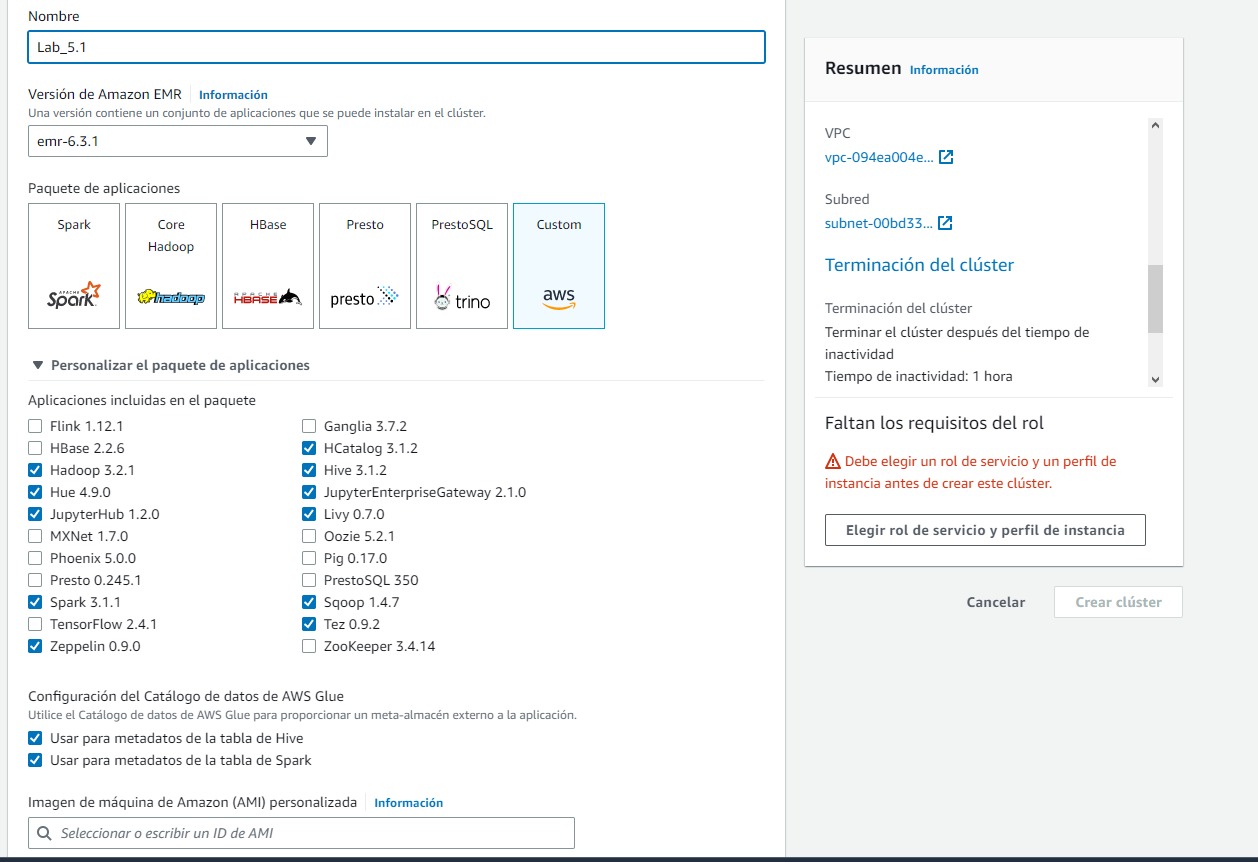 Nombre
Lab_5.1
Versión de Amazon EMR Información
Una versión contiene un conjunto de aplicaciones que se puede instalar en el clúster.
emr-6.3.1
Paquete de aplicaciones
Spark
APACHE
Spark
Core
Hadoop
hadoop
HBase
APACHE
HBASE
Presto
presto
PrestoSQL
trino
Custom
aws
Personalizar el paquete de aplicaciones
Aplicaciones incluidas en el paquete
Flink 1.12.1
HBase 2.2.6
Hadoop 3.2.1
Hue 4.9.0
JupyterHub 1.2.0
MXNet 1.7.0
Phoenix 5.0.0
Presto 0.245.1
Spark 3.1.1
TensorFlow 2.4.1
Zeppelin 0.9.0
Ganglia 3.7.2
HCatalog 3.1.2
Hive 3.1.2
JupyterEnterpriseGateway 2.1.0
Livy 0.7.0
Oozie 5.2.1
Pig 0.17.0
PrestoSQL 350
Sqoop 1.4.7
Tez 0.9.2
ZooKeeper 3.4.14
Configuración del Catálogo de datos de AWS Glue
Utilice el Catálogo de datos de AWS Glue para proporcionar un meta-almacén externo a la aplicación.
Usar para metadatos de la tabla de Hive
Usar para metadatos de la tabla de Spark
Imagen de máquina de Amazon (AMI) personalizada Información
Seleccionar o escribir un ID de AMI
Resumen Información
VPC
vpc-094ea004e...
Subred
subnet-00bd33...
Terminación del clúster
Terminación del clúster
Terminar el clúster después del tiempo de
inactividad
Tiempo de inactividad: 1 hora
Faltan los requisitos del rol
Debe elegir un rol de servicio y un perfil de
instancia antes de crear este clúster.
Elegir rol de servicio y perfil de instancia
Cancelar
Crear clúster